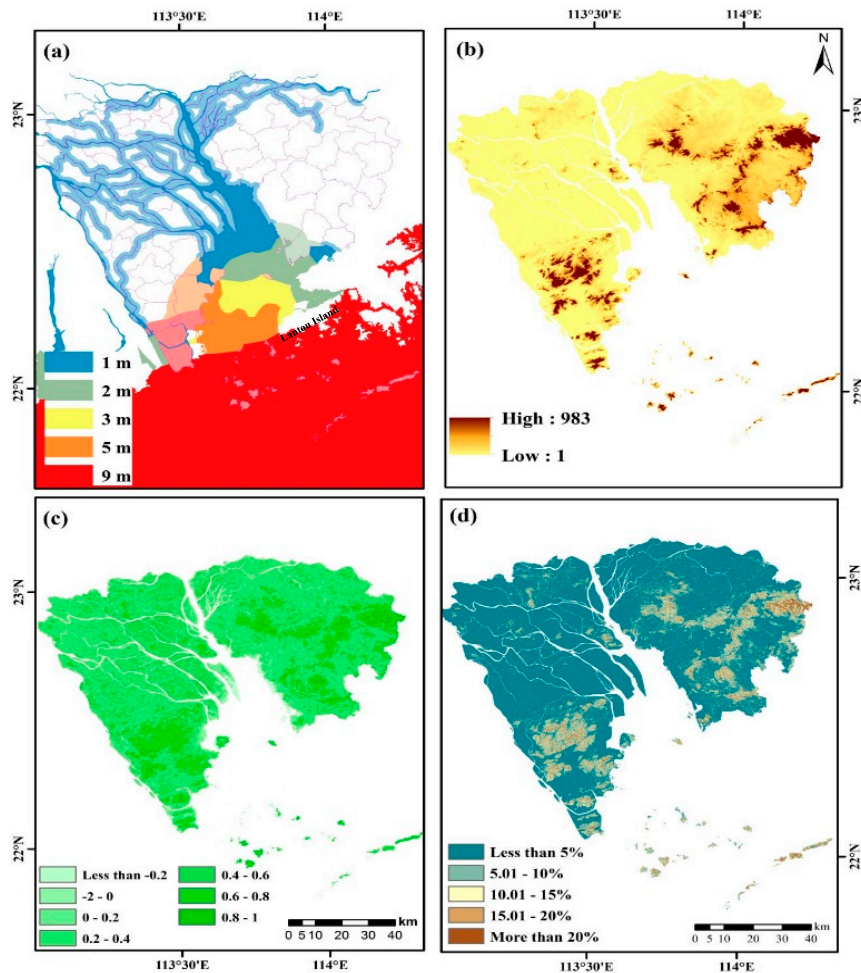 113°30'E 114°E
113°30'E 114°E
(a)
(b)
N
23°N
23°N
Lantou Island
1 m
2 m
3 m
5 m
9 m
22°N
22°N
High : 983
Low : 1
(c)
(d)
23°N
23°N
Less than -0.2
-2 - 0
0 - 0.2
0.2 - 0.4
0.4 - 0.6
0.6 - 0.8
0.8 - 1
km
0 5 10 20 30 40
22°N
22°N
Less than 5%
5.01 - 10%
10.01 - 15%
15.01 - 20%
More than 20%
km
0 5 10 20 30 40
113°30'E 114°E
113°30'E 114°E